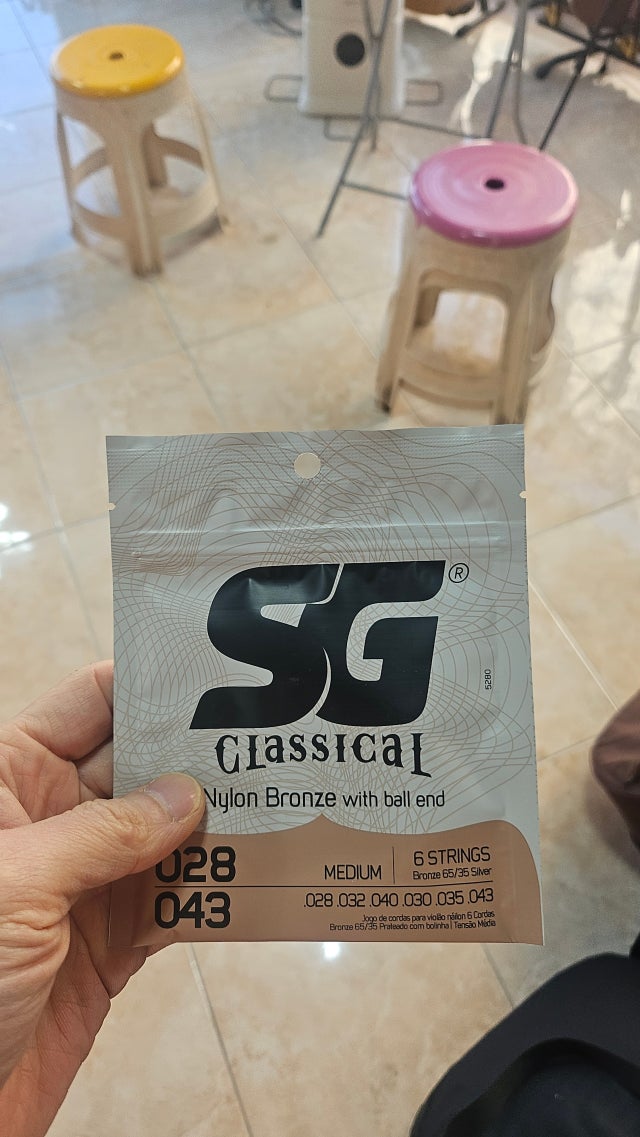 SG®
5280
Classical
Nylon Bronze with ball end
028
043
MEDIUM
6 STRINGS
Bronze 65/35 Silver
.028 .032 .040 .030 .035 .043
Jogo de cordas para violão náilon 6 Cordas
Bronze 65/35 Prateado com bolinha | Tensão Média